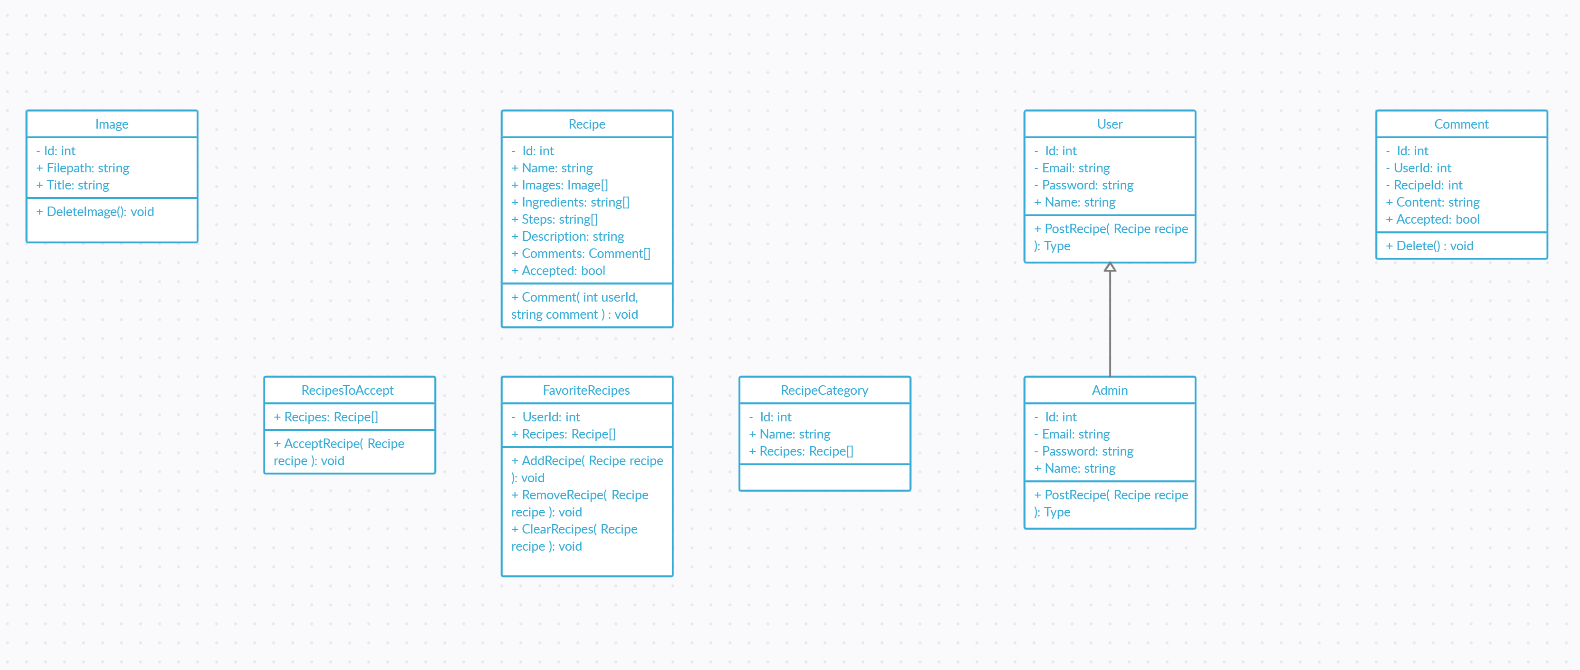 Image
- Id: int
+ Filepath: string
+ Title: string
+ DeleteImage(): void
Recipe
- Id: int
+ Name: string
+ Images: Image[]
+ Ingredients: string[]
+ Steps: string[]
+ Description: string
+ Comments: Comment[]
+ Accepted: bool
+ Comment( int userId,
string comment ) : void
User
- Id: int
- Email: string
- Password: string
+ Name: string
+ PostRecipe( Recipe recipe
): Type
Comment
- Id: int
- UserId: int
- RecipeId: int
+ Content: string
+ Accepted: bool
+ Delete() : void
RecipesToAccept
+ Recipes: Recipe[]
+ AcceptRecipe( Recipe
recipe ): void
FavoriteRecipes
- UserId: int
+ Recipes: Recipe[]
+ AddRecipe( Recipe recipe
): void
+ RemoveRecipe( Recipe
recipe ): void
+ ClearRecipes( Recipe
recipe ): void
RecipeCategory
- Id: int
+ Name: string
+ Recipes: Recipe[]
Admin
- Id: int
- Email: string
- Password: string
+ Name: string
+ PostRecipe( Recipe recipe
): Type